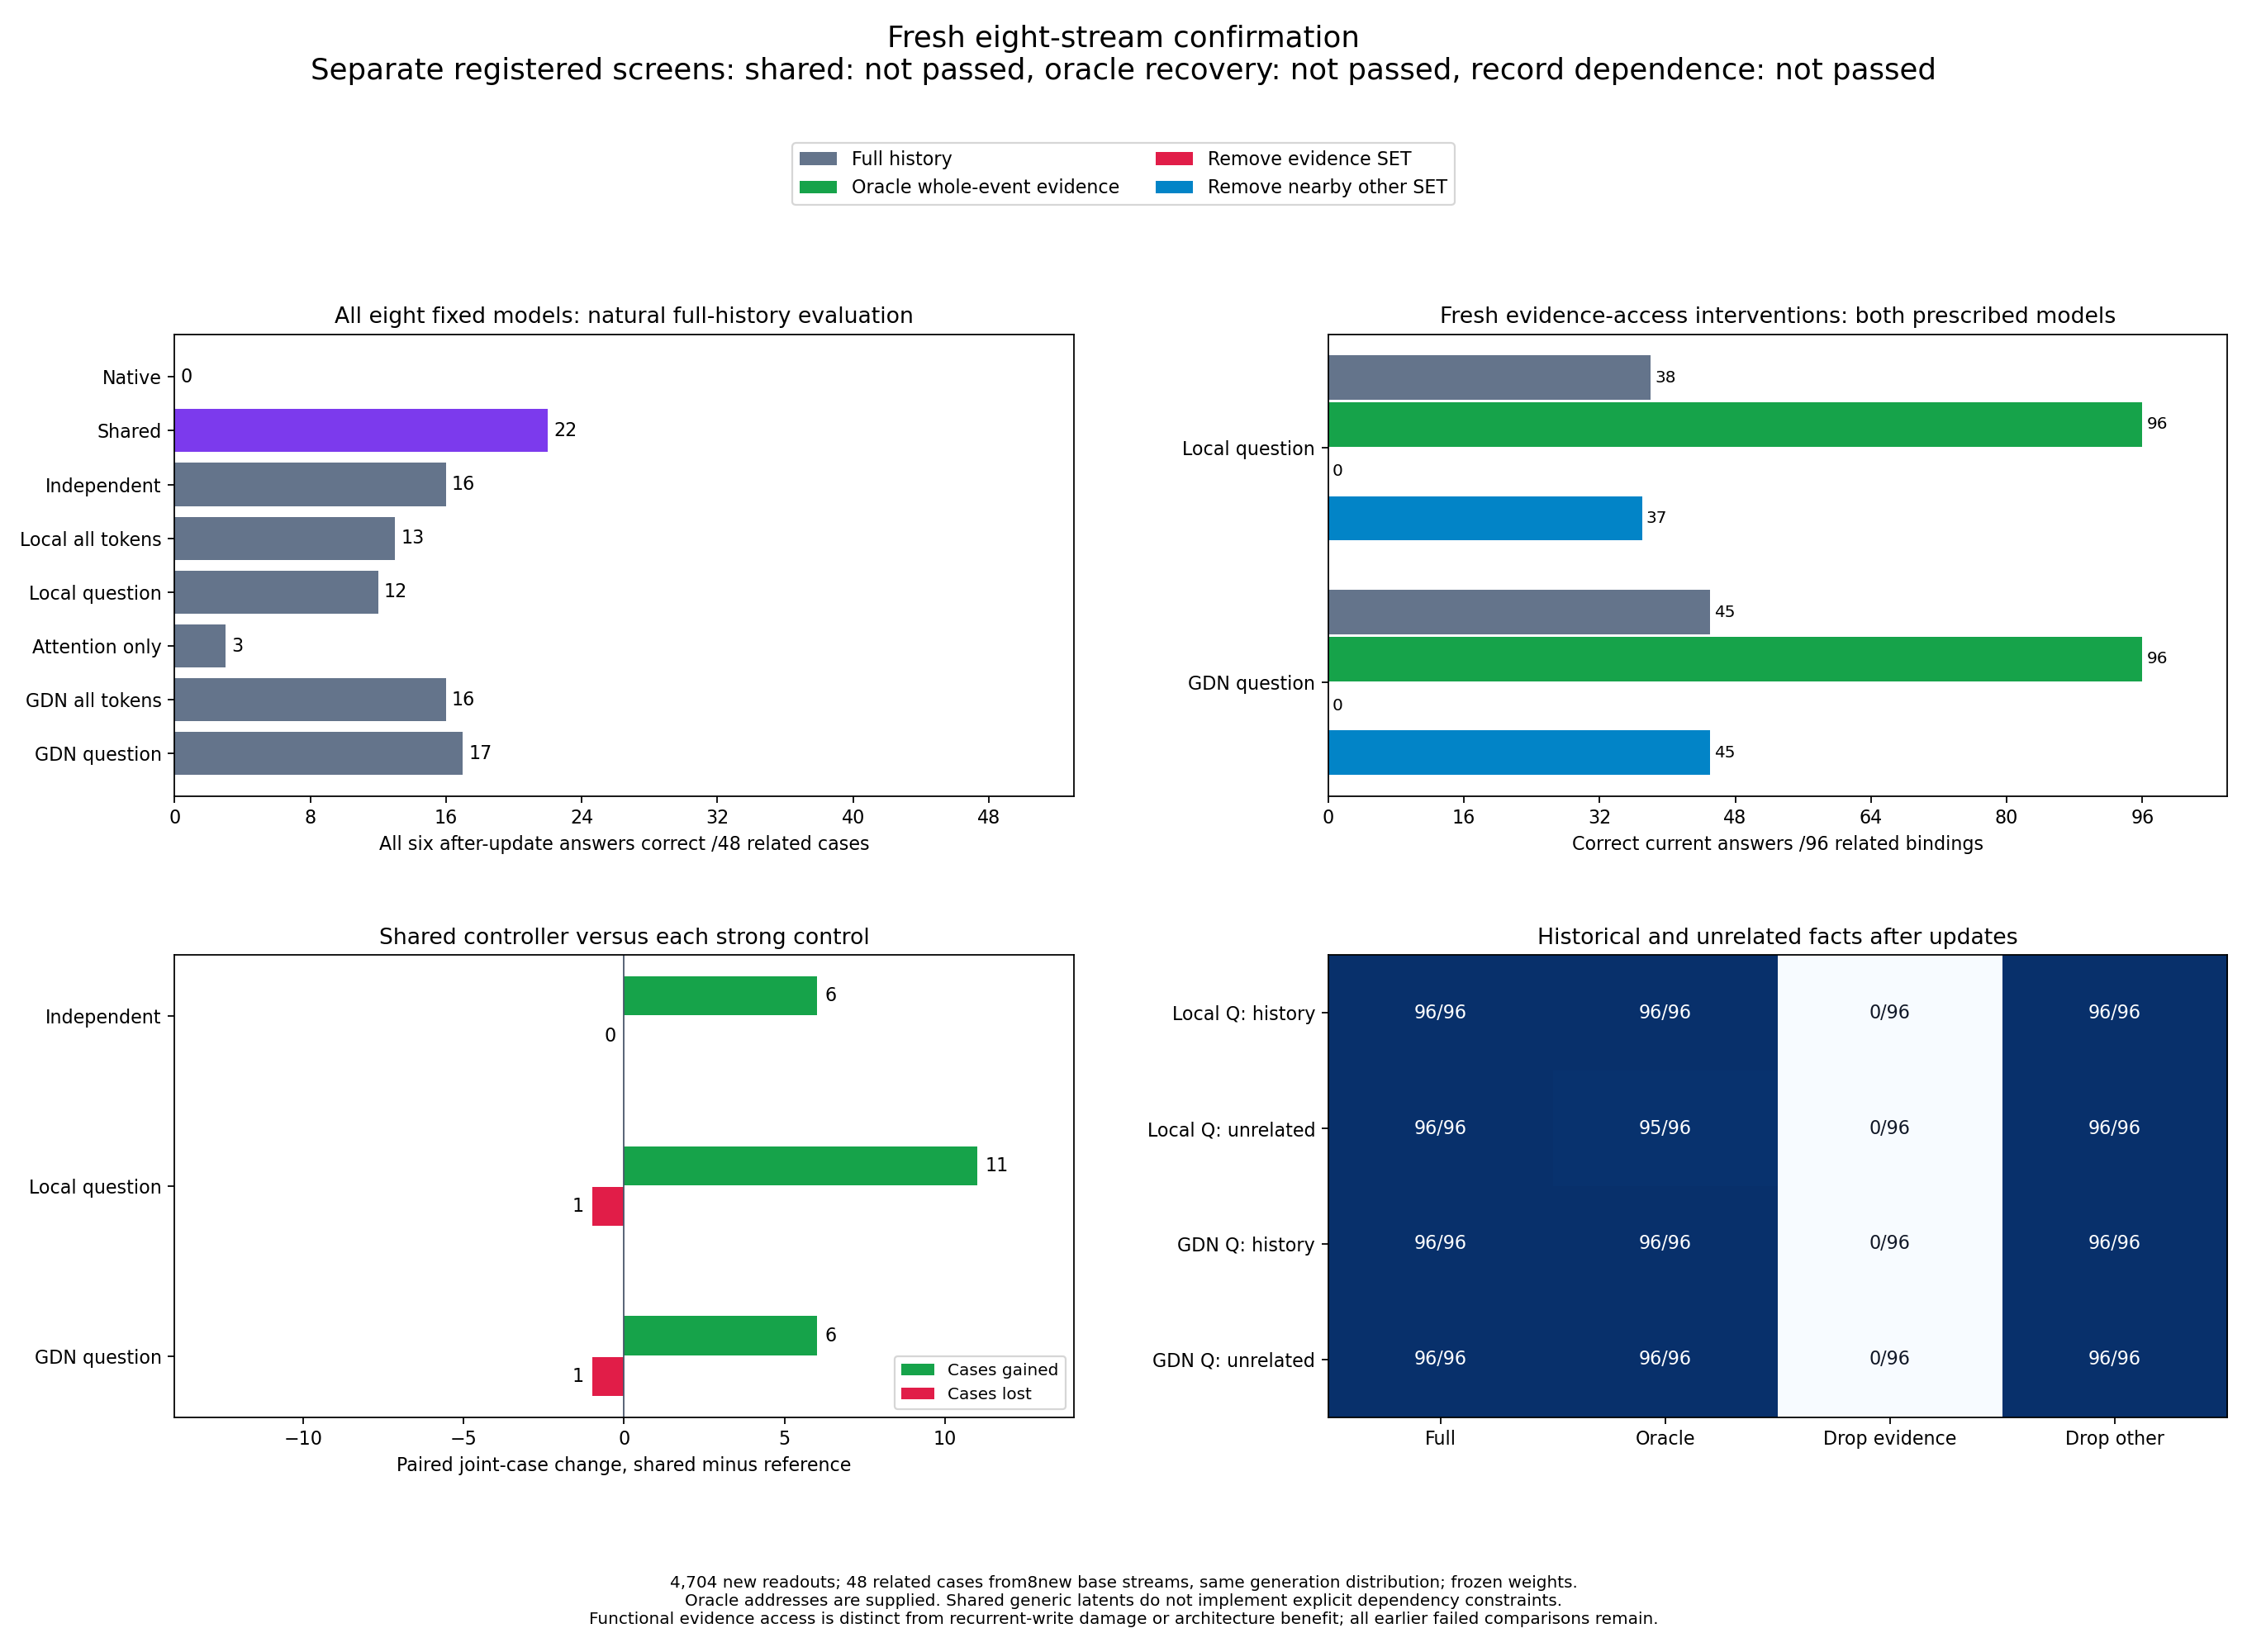 Fresh eight-stream confirmation
Separate registered screens: shared: not passed, oracle recovery: not passed, record dependence: not passed
Full history
Oracle whole-event evidence
Remove evidence SET
Remove nearby other SET
All eight fixed models: natural full-history evaluation
Native
0
Shared
22
Independent
16
Local all tokens
13
Local question
12
Attention only
3
GDN all tokens
16
GDN question
17
0 8 16 24 32 40 48
All six after-update answers correct /48 related cases
Fresh evidence-access interventions: both prescribed models
Local question
38
96
0
37
GDN question
45
96
0
45
0 16 32 48 64 80 96
Correct current answers /96 related bindings
Shared controller versus each strong control
Independent
6
0
Local question
11
1
GDN question
6
1
Cases gained
Cases lost
−10 −5 0 5 10
Paired joint-case change, shared minus reference
Historical and unrelated facts after updates
Local Q: history 96/96 96/96 0/96 96/96
Local Q: unrelated 96/96 95/96 0/96 96/96
GDN Q: history 96/96 96/96 0/96 96/96
GDN Q: unrelated 96/96 96/96 0/96 96/96
Full Oracle Drop evidence Drop other
4,704 new readouts; 48 related cases from8new base streams, same generation distribution; frozen weights.
Oracle addresses are supplied. Shared generic latents do not implement explicit dependency constraints.
Functional evidence access is distinct from recurrent-write damage or architecture benefit; all earlier failed comparisons remain.